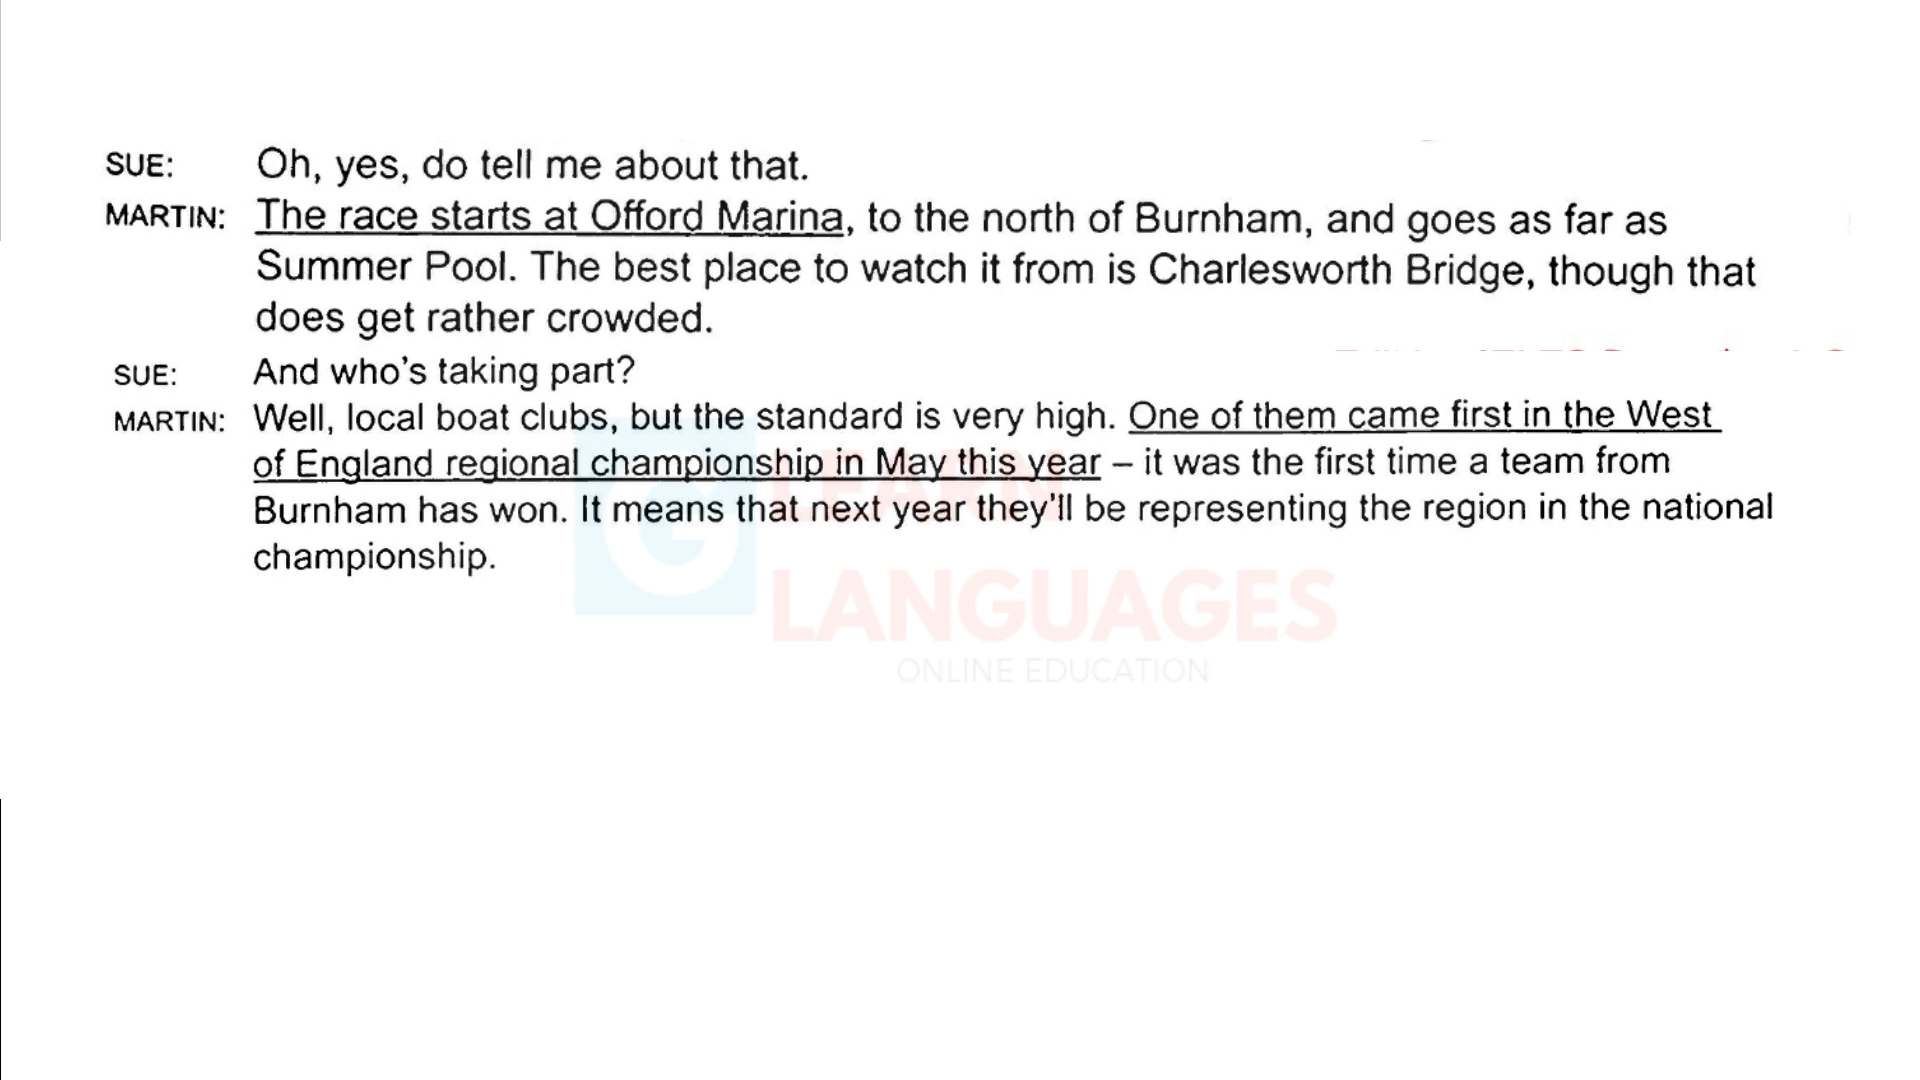 SUE: Oh, yes, do tell me about that.
MARTIN: The race starts at Offord Marina, to the north of Burnham, and goes as far as
Summer Pool. The best place to watch it from is Charlesworth Bridge, though that
does get rather crowded.
SUE: And who's taking part?
MARTIN: Well, local boat clubs, but the standard is very high. One of them came first in the West
of England regional championship in May this year – it was the first time a team from
Burnham has won. It means that next year they'll be representing the region in the national
championship.
G LEARN
LANGUAGES
ONLINE EDUCATION